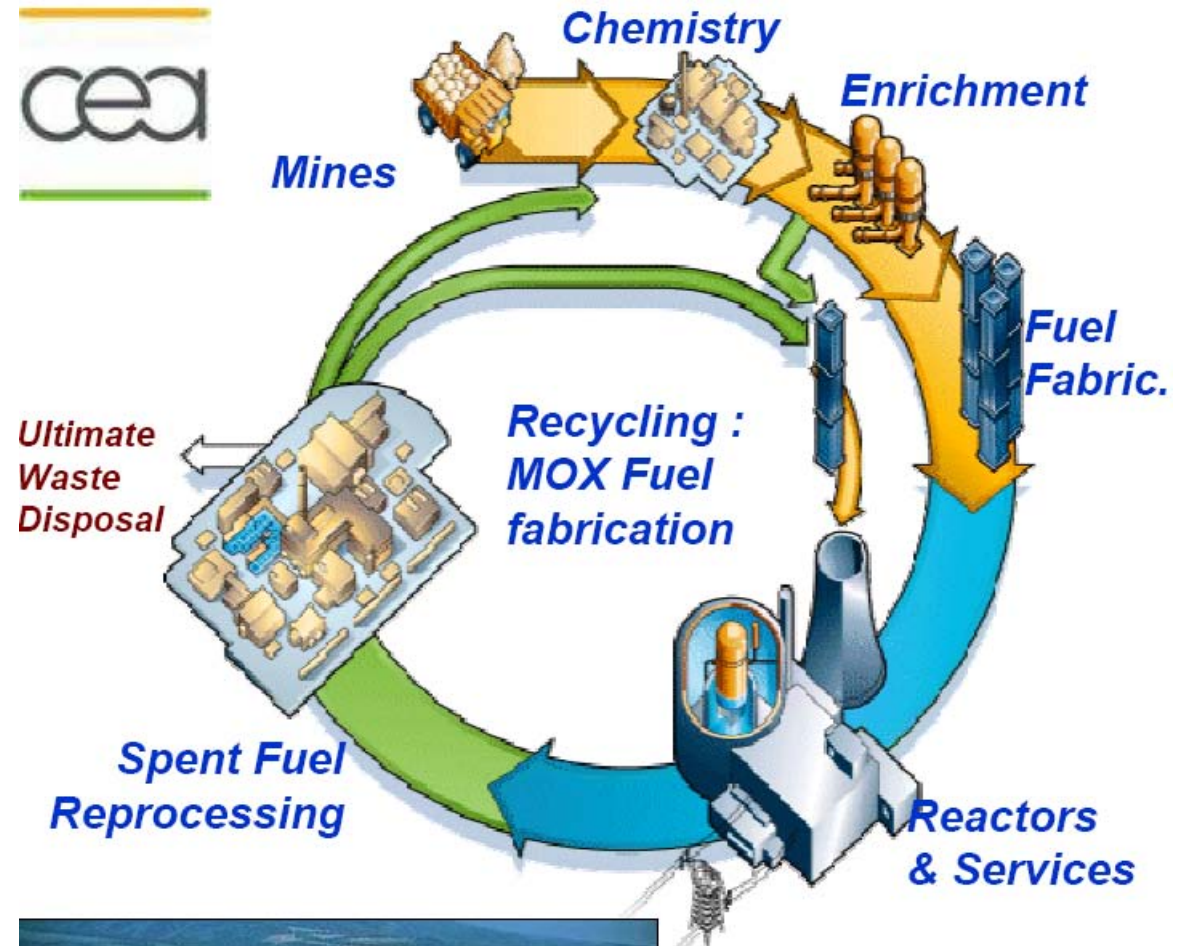 cea
Chemistry
Enrichment
Mines
Fuel
Fabric.
Recycling :
MOX Fuel
fabrication
Ultimate
Waste
Disposal
Spent Fuel
Reprocessing
Reactors
& Services